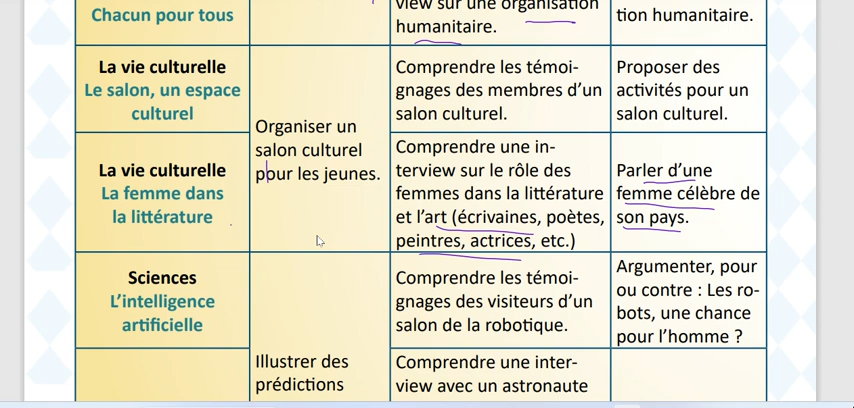 Chacun pour tous
view sur une organisation
humanitaire.
tion humanitaire.
La vie culturelle
Le salon, un espace
culturel
Organiser un
salon culturel
pour les jeunes.
Comprendre les témoi-
gnages des membres d'un
salon culturel.
Proposer des
activités pour un
salon culturel.
La vie culturelle
La femme dans
la littérature
Comprendre une in-
terview sur le rôle des
femmes dans la littérature
et l'art (écrivaines, poètes,
peintres, actrices, etc.)
Parler d'une
femme célèbre de
son pays.
Sciences
L'intelligence
artificielle
Comprendre les témoi-
gnages des visiteurs d'un
salon de la robotique.
Argumenter, pour
ou contre : Les ro-
bots, une chance
pour l'homme ?
Illustrer des
prédictions
Comprendre une inter-
view avec un astronaute